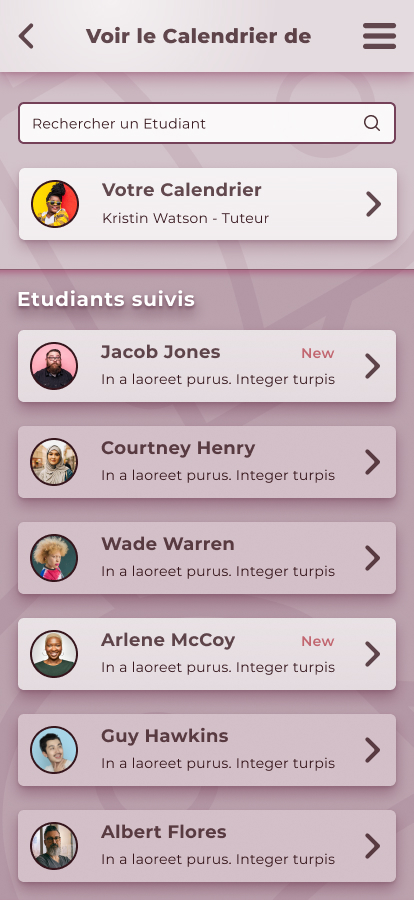 Voir le Calendrier de
Rechercher un Etudiant
Votre Calendrier
Kristin Watson - Tuteur
Etudiants suivis
Jacob Jones
New
In a laoreet purus. Integer turpis
Courtney Henry
In a laoreet purus. Integer turpis
Wade Warren
In a laoreet purus. Integer turpis
Arlene McCoy
New
In a laoreet purus. Integer turpis
Guy Hawkins
In a laoreet purus. Integer turpis
Albert Flores
In a laoreet purus. Integer turpis